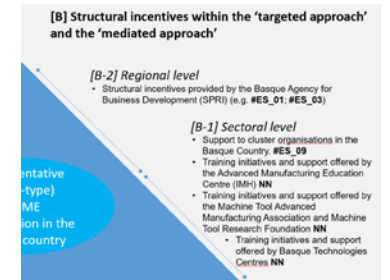 [B] Structural incentives within the ‘targeted approach’
and the ‘mediated approach’
[B-2] Regional level
• Structural incentives provided by the Basque Agency for
Business Development (SPRI) (e.g. #ES_01; #ES_03)
[B-1] Sectoral level
• Support to cluster organisations in the
Basque Country. #ES_09
• Training initiatives and support offered by
the Advanced Manufacturing Education
Centre (IMH) NN
• Training initiatives and support offered by
the Machine Tool Advanced
Manufacturing Association and Machine
Tool Research Foundation NN
• Training initiatives and support
offered by Basque Technologies
Centres NN
entative
-type)
ME
ion in the
country